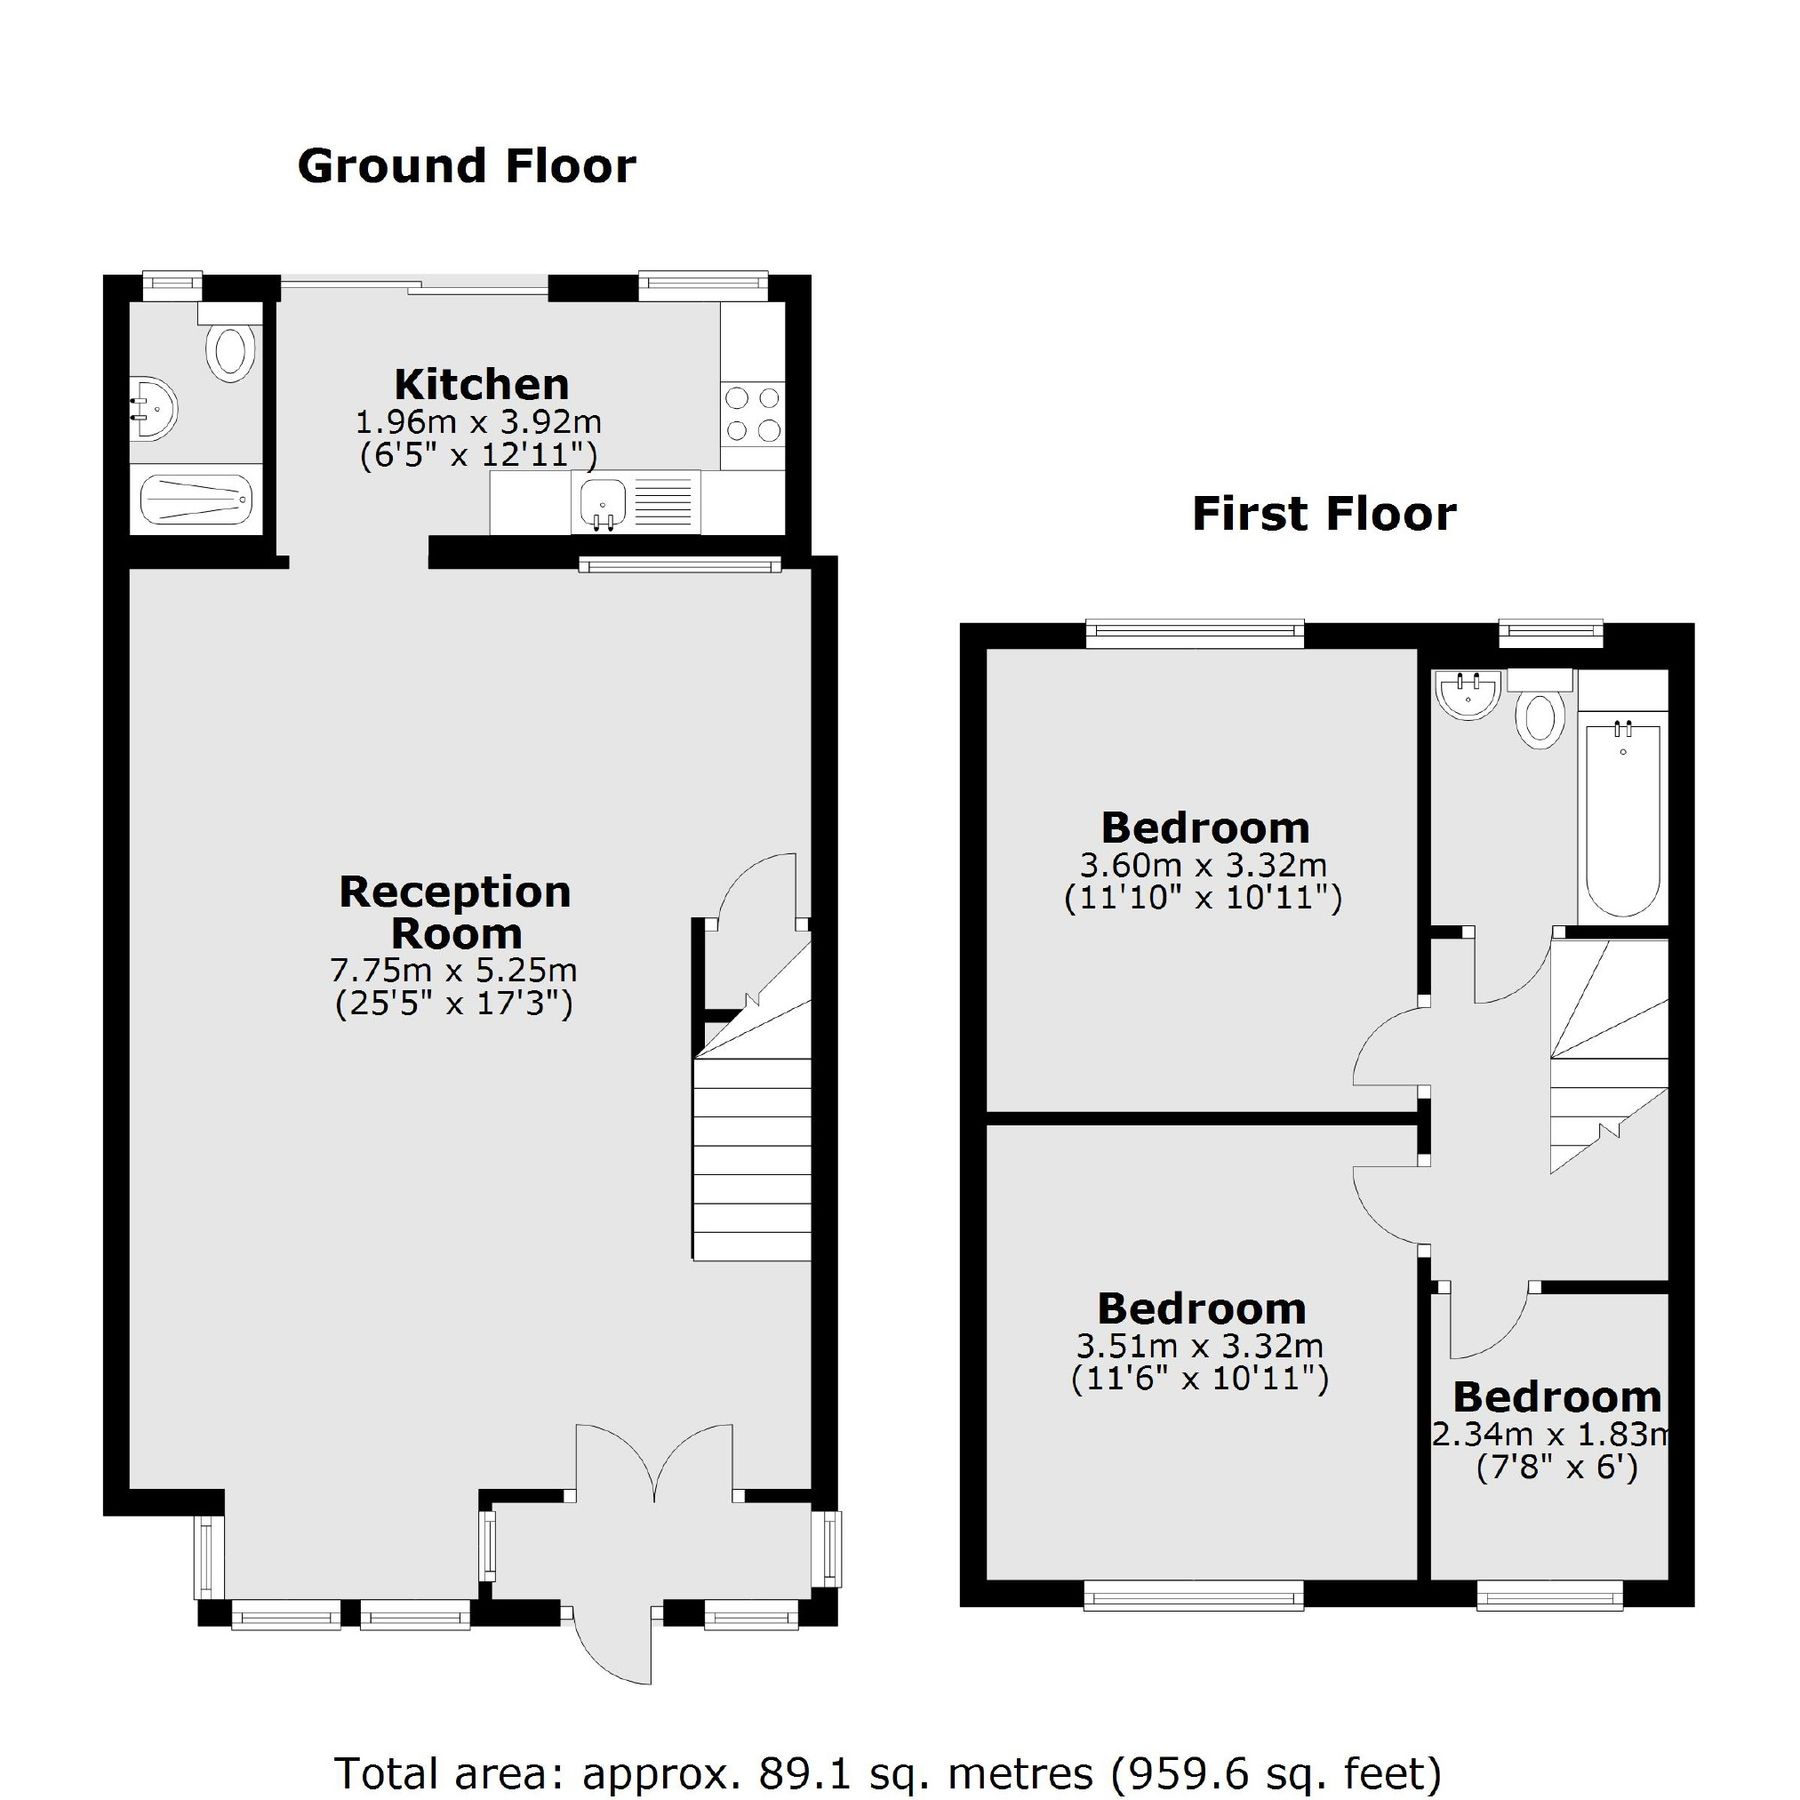 Ground Floor
Kitchen
1.96m x 3.92m
(6'5" x 12'11")
Reception
Room
7.75m x 5.25m
(25'5" x 17'3")
First Floor
Bedroom
3.60m x 3.32m
(11'10" x 10'11")
Bedroom
3.51m x 3.32m
(11'6" x 10'11")
Bedroom
2.34m x 1.83m
(7'8" x 6')
Total area: approx. 89.1 sq. metres (959.6 sq. feet)